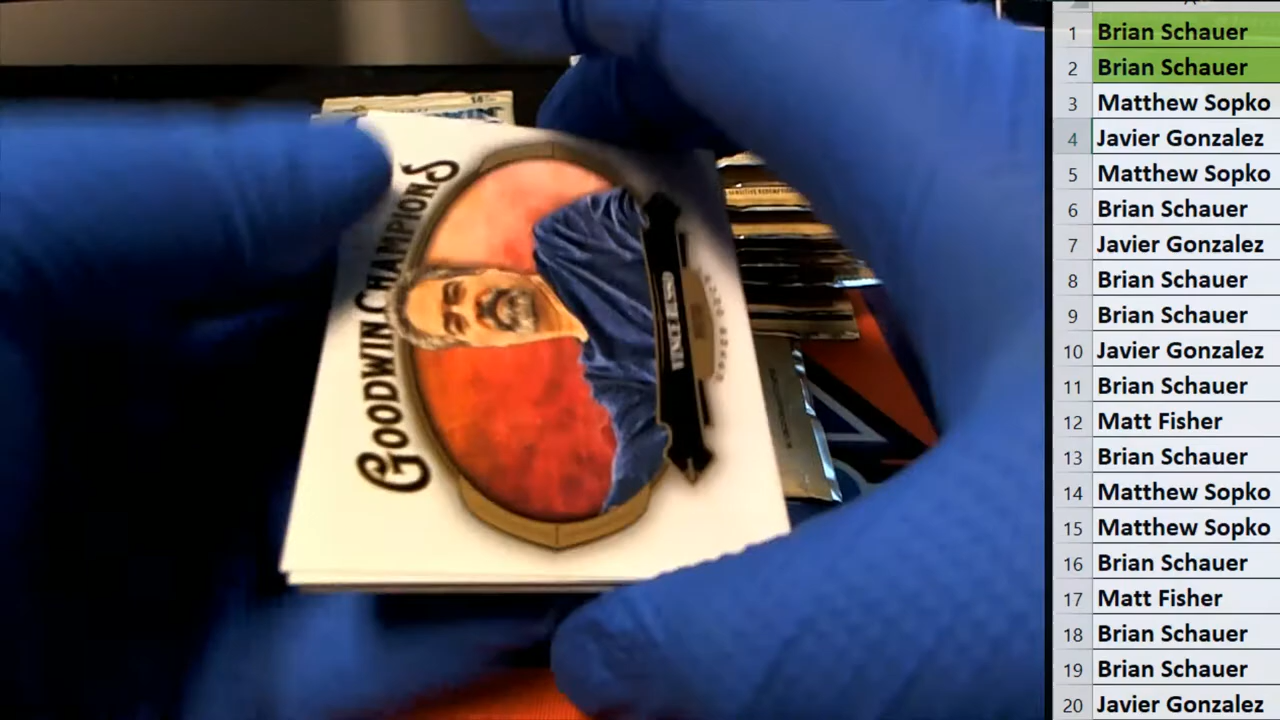 GOODWIN CHAMPIONS
1 Brian Schauer
2 Brian Schauer
3 Matthew Sopko
4 Javier Gonzalez
5 Matthew Sopko
6 Brian Schauer
7 Javier Gonzalez
8 Brian Schauer
9 Brian Schauer
10 Javier Gonzalez
11 Brian Schauer
12 Matt Fisher
13 Brian Schauer
14 Matthew Sopko
15 Matthew Sopko
16 Brian Schauer
17 Matt Fisher
18 Brian Schauer
19 Brian Schauer
20 Javier Gonzalez